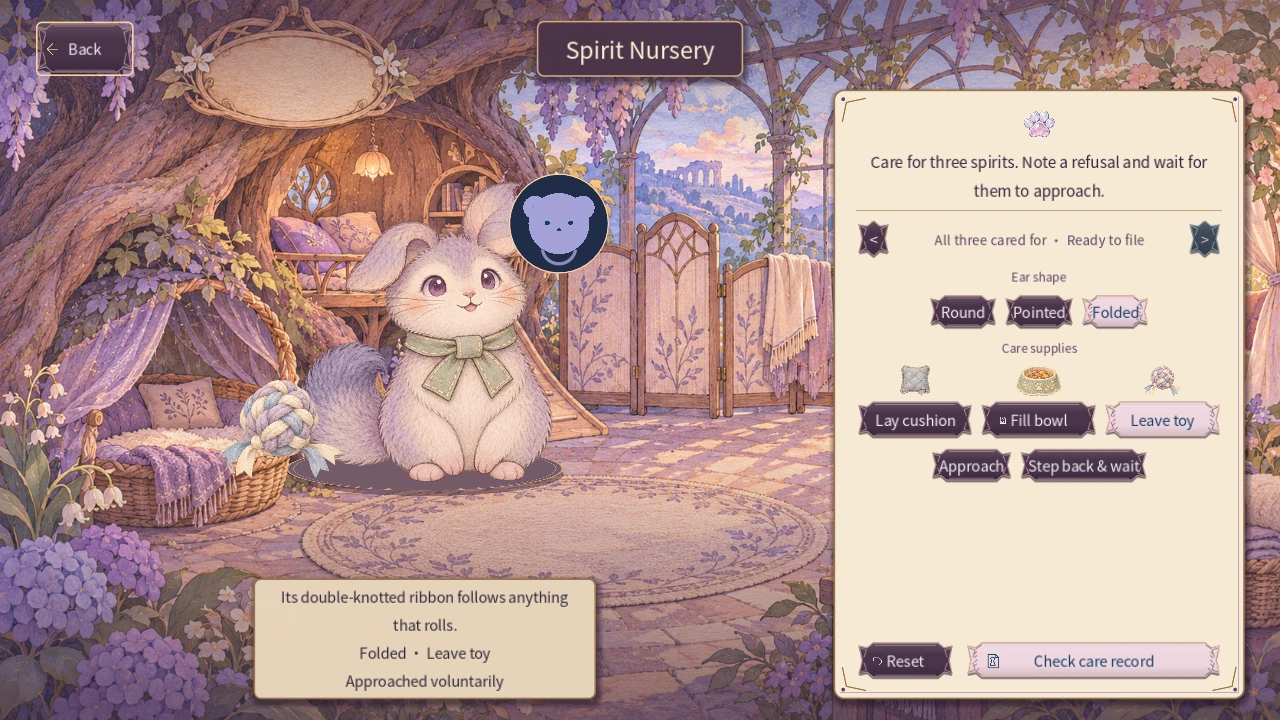 ← Back
Spirit Nursery
Care for three spirits. Note a refusal and wait for
them to approach.
< All three cared for • Ready to file >
Ear shape
Round Pointed Folded
Care supplies
Lay cushion Fill bowl Leave toy
Approach Step back & wait
Its double-knotted ribbon follows anything
that rolls.
Folded • Leave toy
Approached voluntarily
Reset Check care record